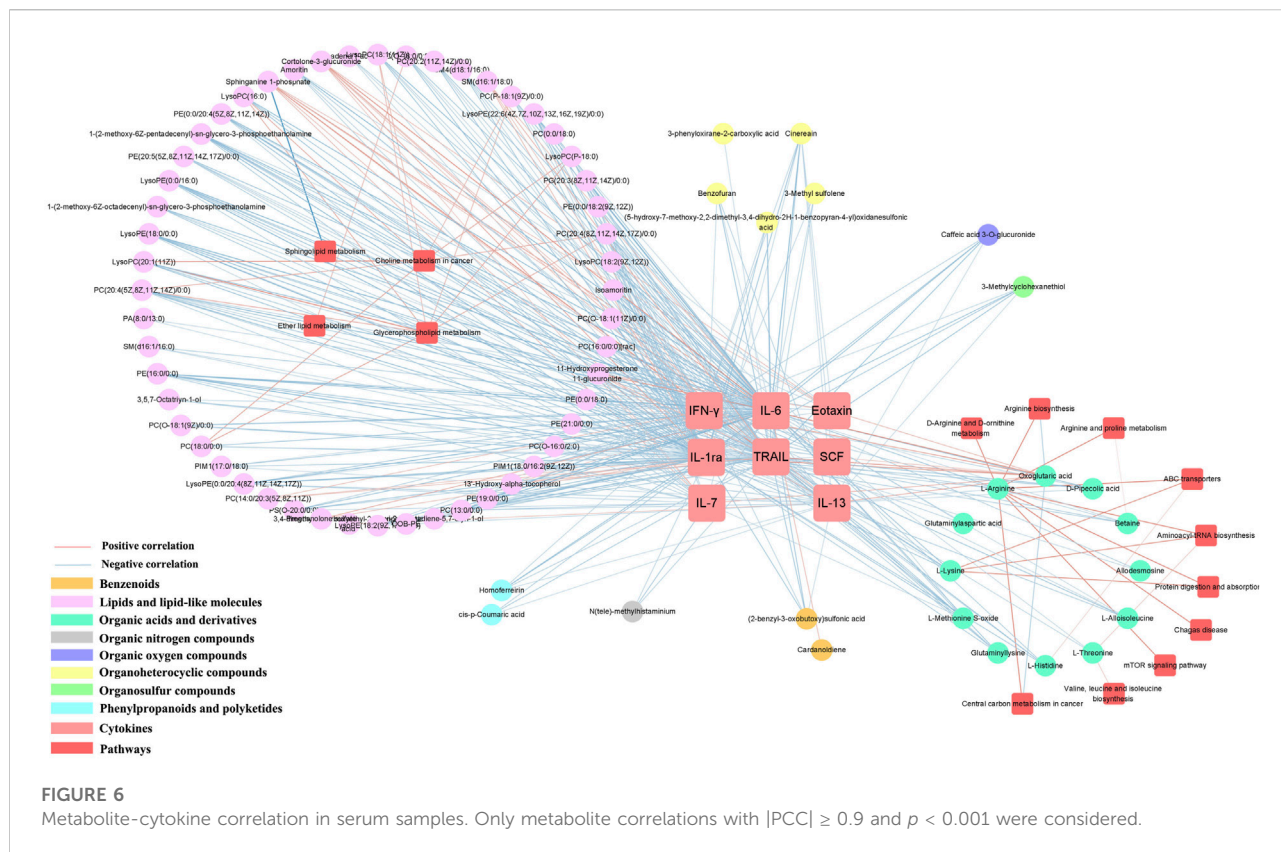 Cortolone-3-glucuronide
LysoPC(18:1(11Z))
PC(20:2(11Z,14Z)/0:0)
Amoritin
Sphinganine 1-phosphate
SM(d16:1/18:0)
LysoPC(16:0)
PC(P-18:1(9Z)/0:0)
PE(0:0/20:4(5Z,8Z,11Z,14Z))
LysoPE(22:6(4Z,7Z,10Z,13Z,16Z,19Z)/0:0)
1-(2-methoxy-6Z-pentadecenyl)-sn-glycero-3-phosphoethanolamine
PC(0:0/18:0)
PE(20:5(5Z,8Z,11Z,14Z,17Z)/0:0)
LysoPC(P-18:0)
LysoPE(0:0/16:0)
PG(20:3(8Z,11Z,14Z)/0:0)
1-(2-methoxy-6Z-octadecenyl)-sn-glycero-3-phosphoethanolamine
PE(0:0/18:2(9Z,12Z))
LysoPE(18:0/0:0)
PC(20:4(8Z,11Z,14Z,17Z)/0:0)
LysoPC(20:1(11Z))
LysoPC(18:2(9Z,12Z))
PC(20:4(5Z,8Z,11Z,14Z)/0:0)
Isoamoritin
PA(8:0/13:0)
PC(O-18:1(11Z)/0:0)
SM(d16:1/16:0)
PC(16:0/0:0)[rac]
PE(16:0/0:0)
11-Hydroxyprogesterone
11-glucuronide
3,5,7-Octatriyn-1-ol
PE(0:0/18:0)
PC(O-18:1(9Z)/0:0)
PE(21:0/0:0)
PC(18:0/0:0)
PC(O-16:0/2:0)
PIM1(17:0/18:0)
PIM1(18:0/16:2(9Z,12Z))
LysoPE(0:0/20:4(8Z,11Z,14Z,17Z))
13'-Hydroxy-alpha-tocopherol
PC(14:0/20:3(5Z,8Z,11Z))
PE(19:0/0:0)
PS(O-20:0/0:0)
PC(13:0/0:0)
Sphingolipid metabolism
Choline metabolism in cancer
Ether lipid metabolism
Glycerophospholipid metabolism
3-phenyloxirane-2-carboxylic acid
Cinereain
Benzofuran
3-Methyl sulfolene
(5-hydroxy-7-methoxy-2,2-dimethyl-3,4-dihydro-2H-1-benzopyran-4-yl)oxidanesulfonic
acid
Caffeic acid 3-O-glucuronide
3-Methylcyclohexanethiol
IFN-γ
IL-6
Eotaxin
IL-1ra
TRAIL
SCF
IL-7
IL-13
Arginine biosynthesis
D-Arginine and D-ornithine
metabolism
Arginine and proline metabolism
Oxoglutaric acid
ABC transporters
L-Arginine
D-Pipecolic acid
Glutaminylaspartic acid
Betaine
Aminoacyl-tRNA biosynthesis
L-Lysine
Allodesmosine
Protein digestion and absorption
L-Methionine S-oxide
L-Alloisoleucine
Chagas disease
Glutaminyllysine
L-Threonine
L-Histidine
mTOR signaling pathway
Valine, leucine and isoleucine
biosynthesis
Central carbon metabolism in cancer
Homoferreirin
cis-p-Coumaric acid
N(tele)-methylhistaminium
(2-benzyl-3-oxobutoxy)sulfonic acid
Cardanoldiene
Positive correlation
Negative correlation
Benzenoids
Lipids and lipid-like molecules
Organic acids and derivatives
Organic nitrogen compounds
Organic oxygen compounds
Organoheterocyclic compounds
Organosulfur compounds
Phenylpropanoids and polyketides
Cytokines
Pathways
FIGURE 6
Metabolite-cytokine correlation in serum samples. Only metabolite correlations with |PCC| ≥ 0.9 and p < 0.001 were considered.